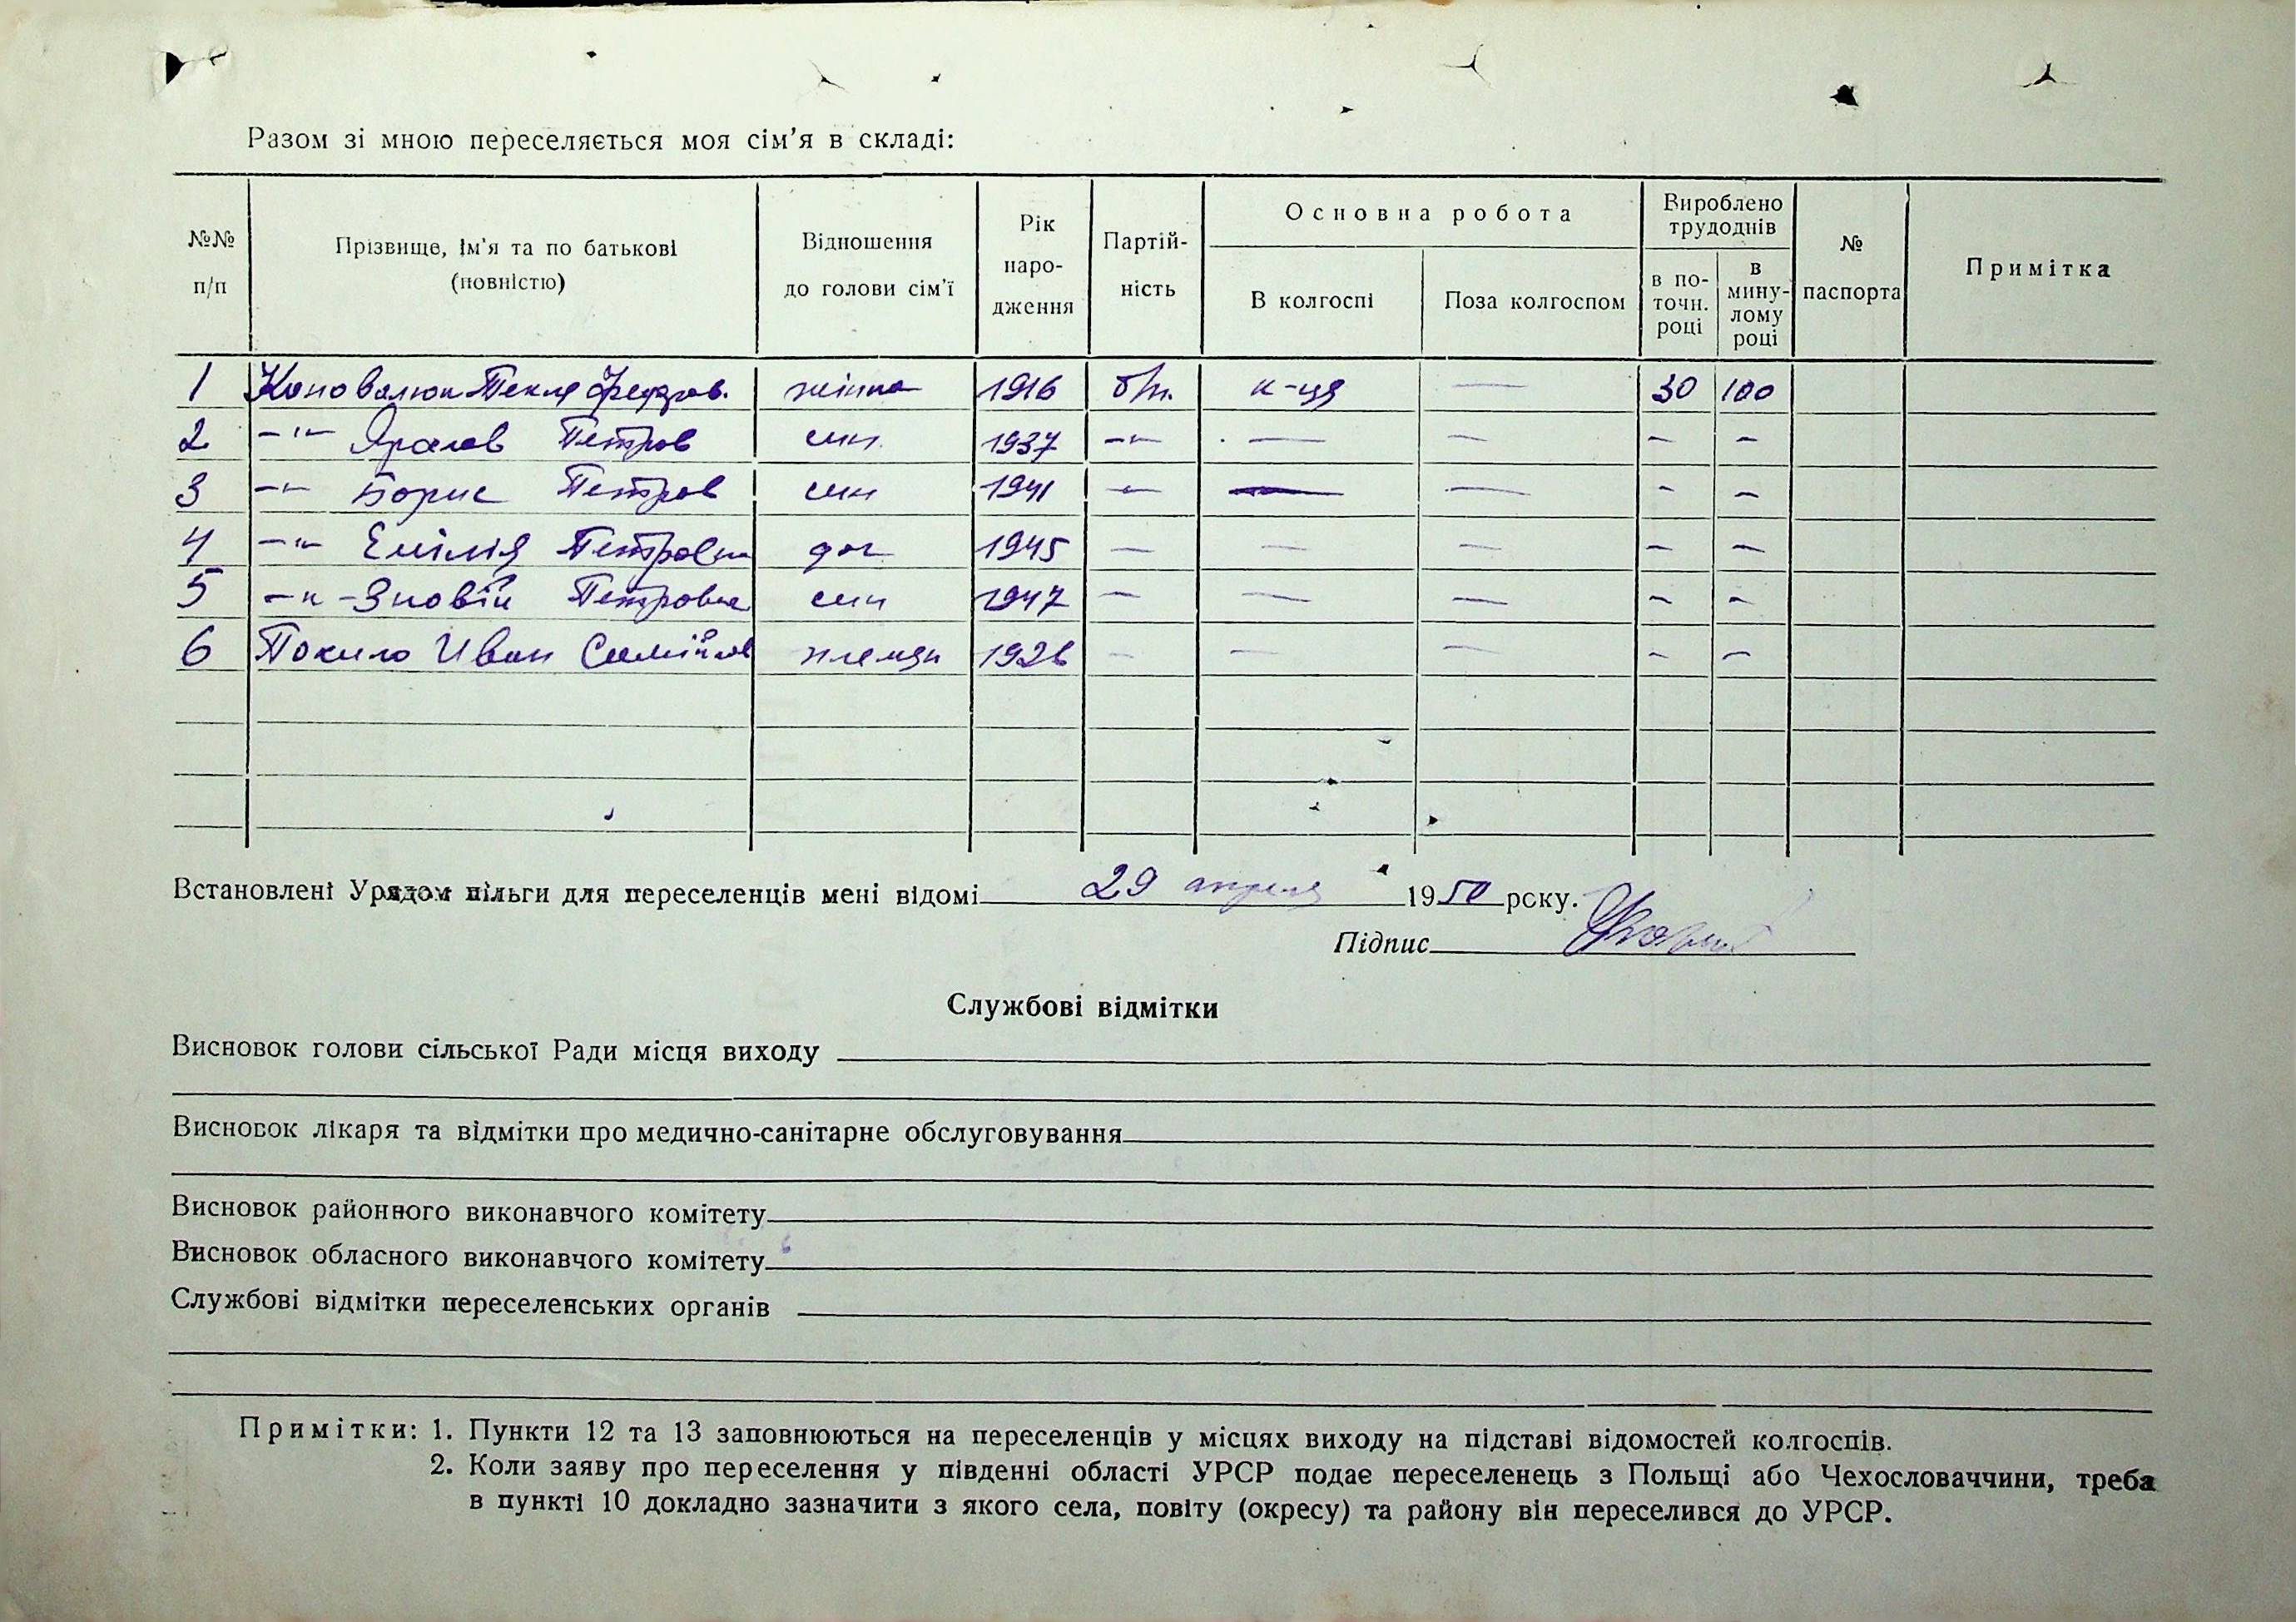 Разом зі мною переселяється моя сім'я в складі:
№№ п/п
Прізвище, ім'я та по батькові (повністю)
Відношення до голови сім'ї
Рік народження
Партійність
Основна робота
В колгоспі
Поза колгоспом
Вироблено трудоднів
в поточн. році
в минулому році
№ паспорта
Примітка
1 Коновалюк Текля Федров. жінка 1916 б/п. к-ця — 30 100
2 -"- Петров син 1937 -"- — — - -
3 -"- Борис Петров син 1941 -"- — — - -
4 -"- Емілія Петровна доч 1945 — — — - -
5 -"- Зновій Петрович син 1947 — — — - -
6 Иван племян 1926 — — — - -
Встановлені Урядом пільги для переселенців мені відомі 29 апреля 1950 року.
Підпис
Службові відмітки
Висновок голови сільської Ради місця виходу
Висновок лікаря та відмітки про медично-санітарне обслуговування
Висновок районного виконавчого комітету
Висновок обласного виконавчого комітету
Службові відмітки переселенських органів
Примітки: 1. Пункти 12 та 13 заповнюються на переселенців у місцях виходу на підставі відомостей колгоспів.
2. Коли заяву про переселення у південні області УРСР подає переселенець з Польщі або Чехословаччини, треба
в пункті 10 докладно зазначити з якого села, повіту (окресу) та району він переселився до УРСР.